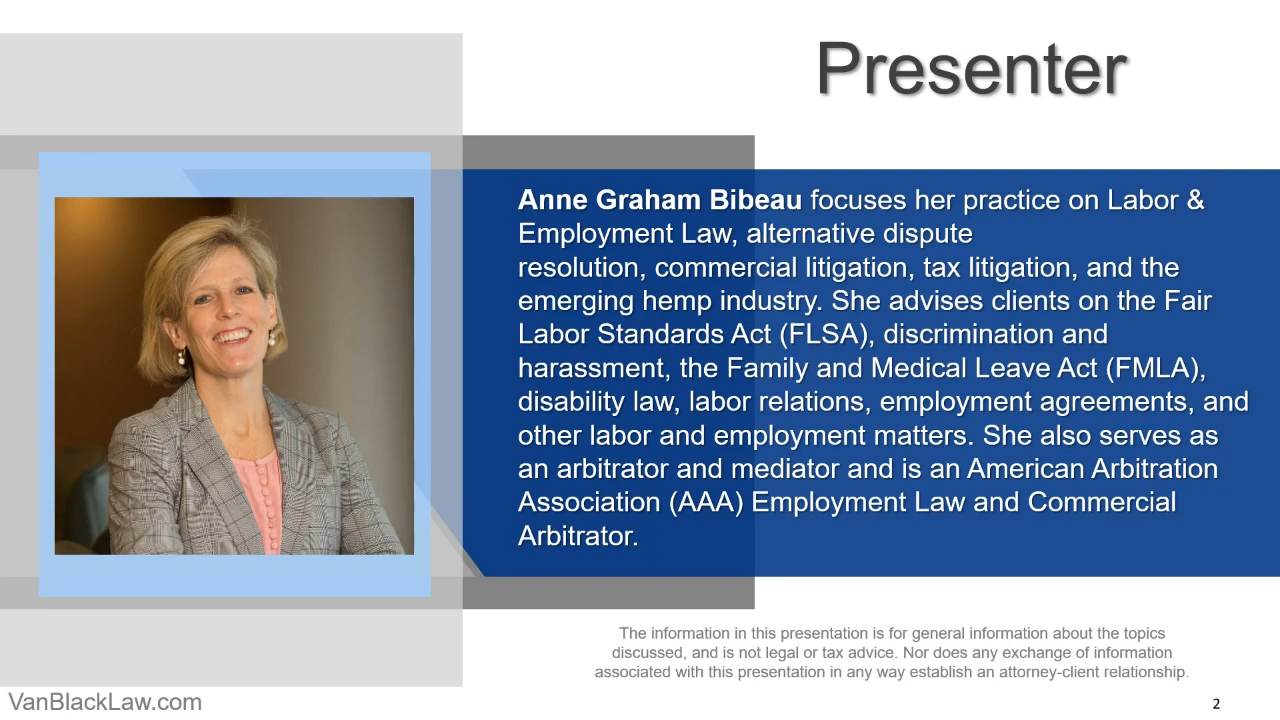 Presenter
Anne Graham Bibeau focuses her practice on Labor &
Employment Law, alternative dispute
resolution, commercial litigation, tax litigation, and the
emerging hemp industry. She advises clients on the Fair
Labor Standards Act (FLSA), discrimination and
harassment, the Family and Medical Leave Act (FMLA),
disability law, labor relations, employment agreements, and
other labor and employment matters. She also serves as
an arbitrator and mediator and is an American Arbitration
Association (AAA) Employment Law and Commercial
Arbitrator.
The information in this presentation is for general information about the topics
discussed, and is not legal or tax advice. Nor does any exchange of information
associated with this presentation in any way establish an attorney-client relationship.
VanBlackLaw.com
2